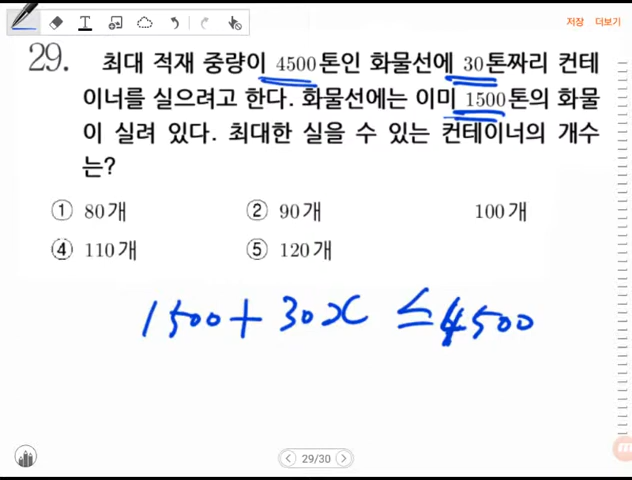 저장 더보기
29. 최대 적재 중량이 4500톤인 화물선에 30톤짜리 컨테
이너를 실으려고 한다. 화물선에는 이미 1500톤의 화물
이 실려 있다. 최대한 실을 수 있는 컨테이너의 개수
는?
① 80개 ② 90개 100개
④ 110개 ⑤ 120개
1500+30x ≤4500
29/30